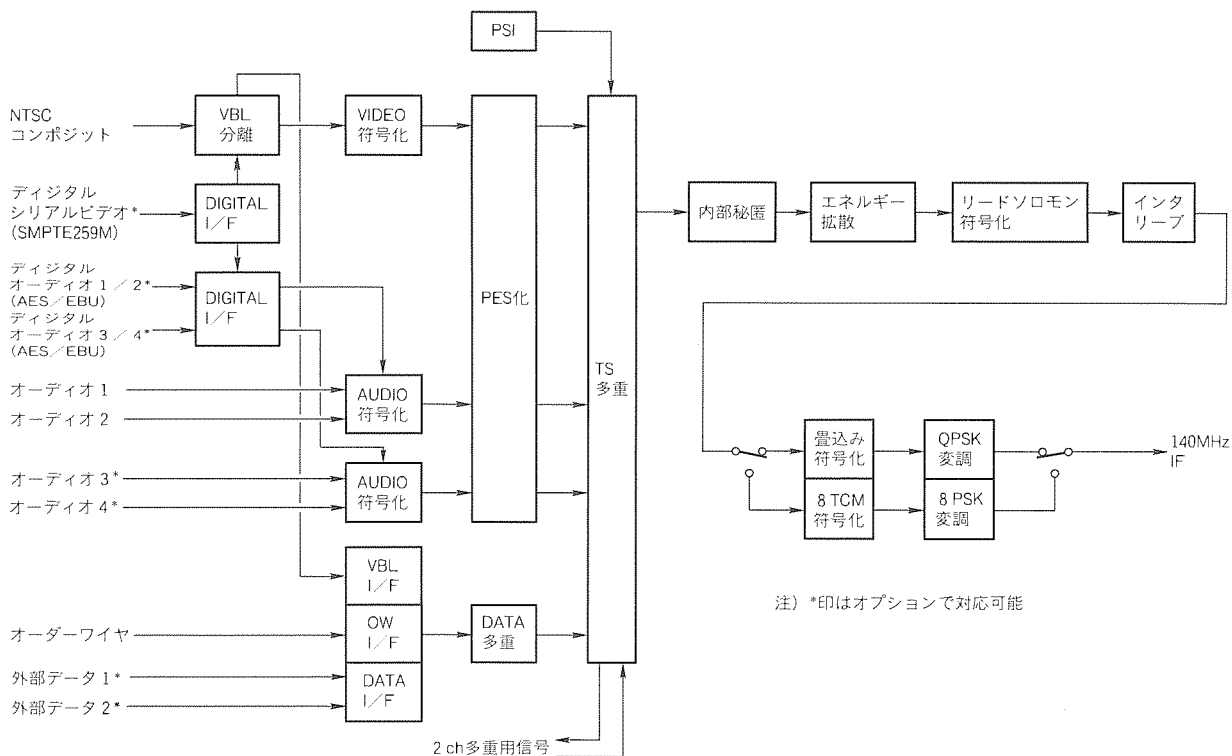 PSI
NTSC
コンポジット
VBL
分離
VIDEO
符号化
ディジタル
シリアルビデオ*
(SMPTE259M)
DIGITAL
I/F
ディジタル
オーディオ1/2*
(AES/EBU)
ディジタル
オーディオ3/4*
(AES/EBU)
DIGITAL
I/F
PES化
TS
多重
内部秘匿
エネルギー
拡散
リードソロモン
符号化
インタ
リーブ
オーディオ1
オーディオ2
AUDIO
符号化
オーディオ3*
オーディオ4*
AUDIO
符号化
畳込み
符号化
QPSK
変調
8 TCM
符号化
8 PSK
変調
140MHz
IF
VBL
I/F
オーダーワイヤ
OW
I/F
DATA
多重
外部データ1*
外部データ2*
DATA
I/F
2 ch多重用信号
注) *印はオプションで対応可能